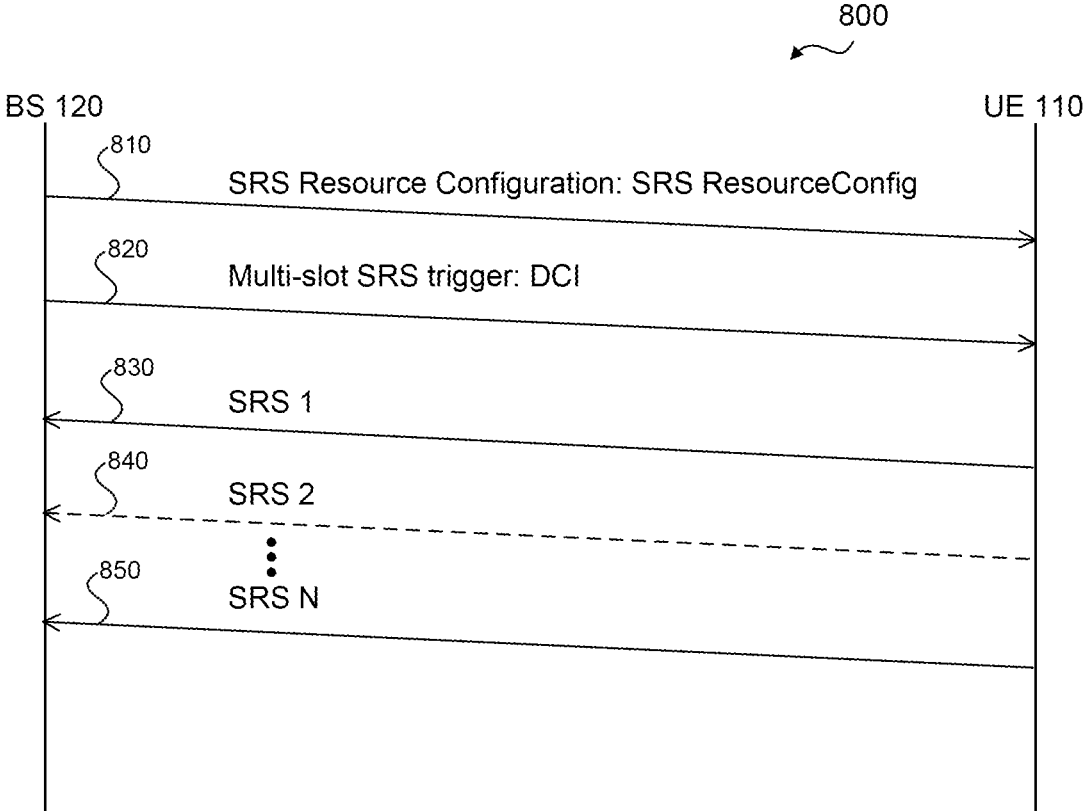 800
BS 120
UE 110
810
SRS Resource Configuration: SRS ResourceConfig
820
Multi-slot SRS trigger: DCI
830
SRS 1
840
SRS 2
850
SRS N